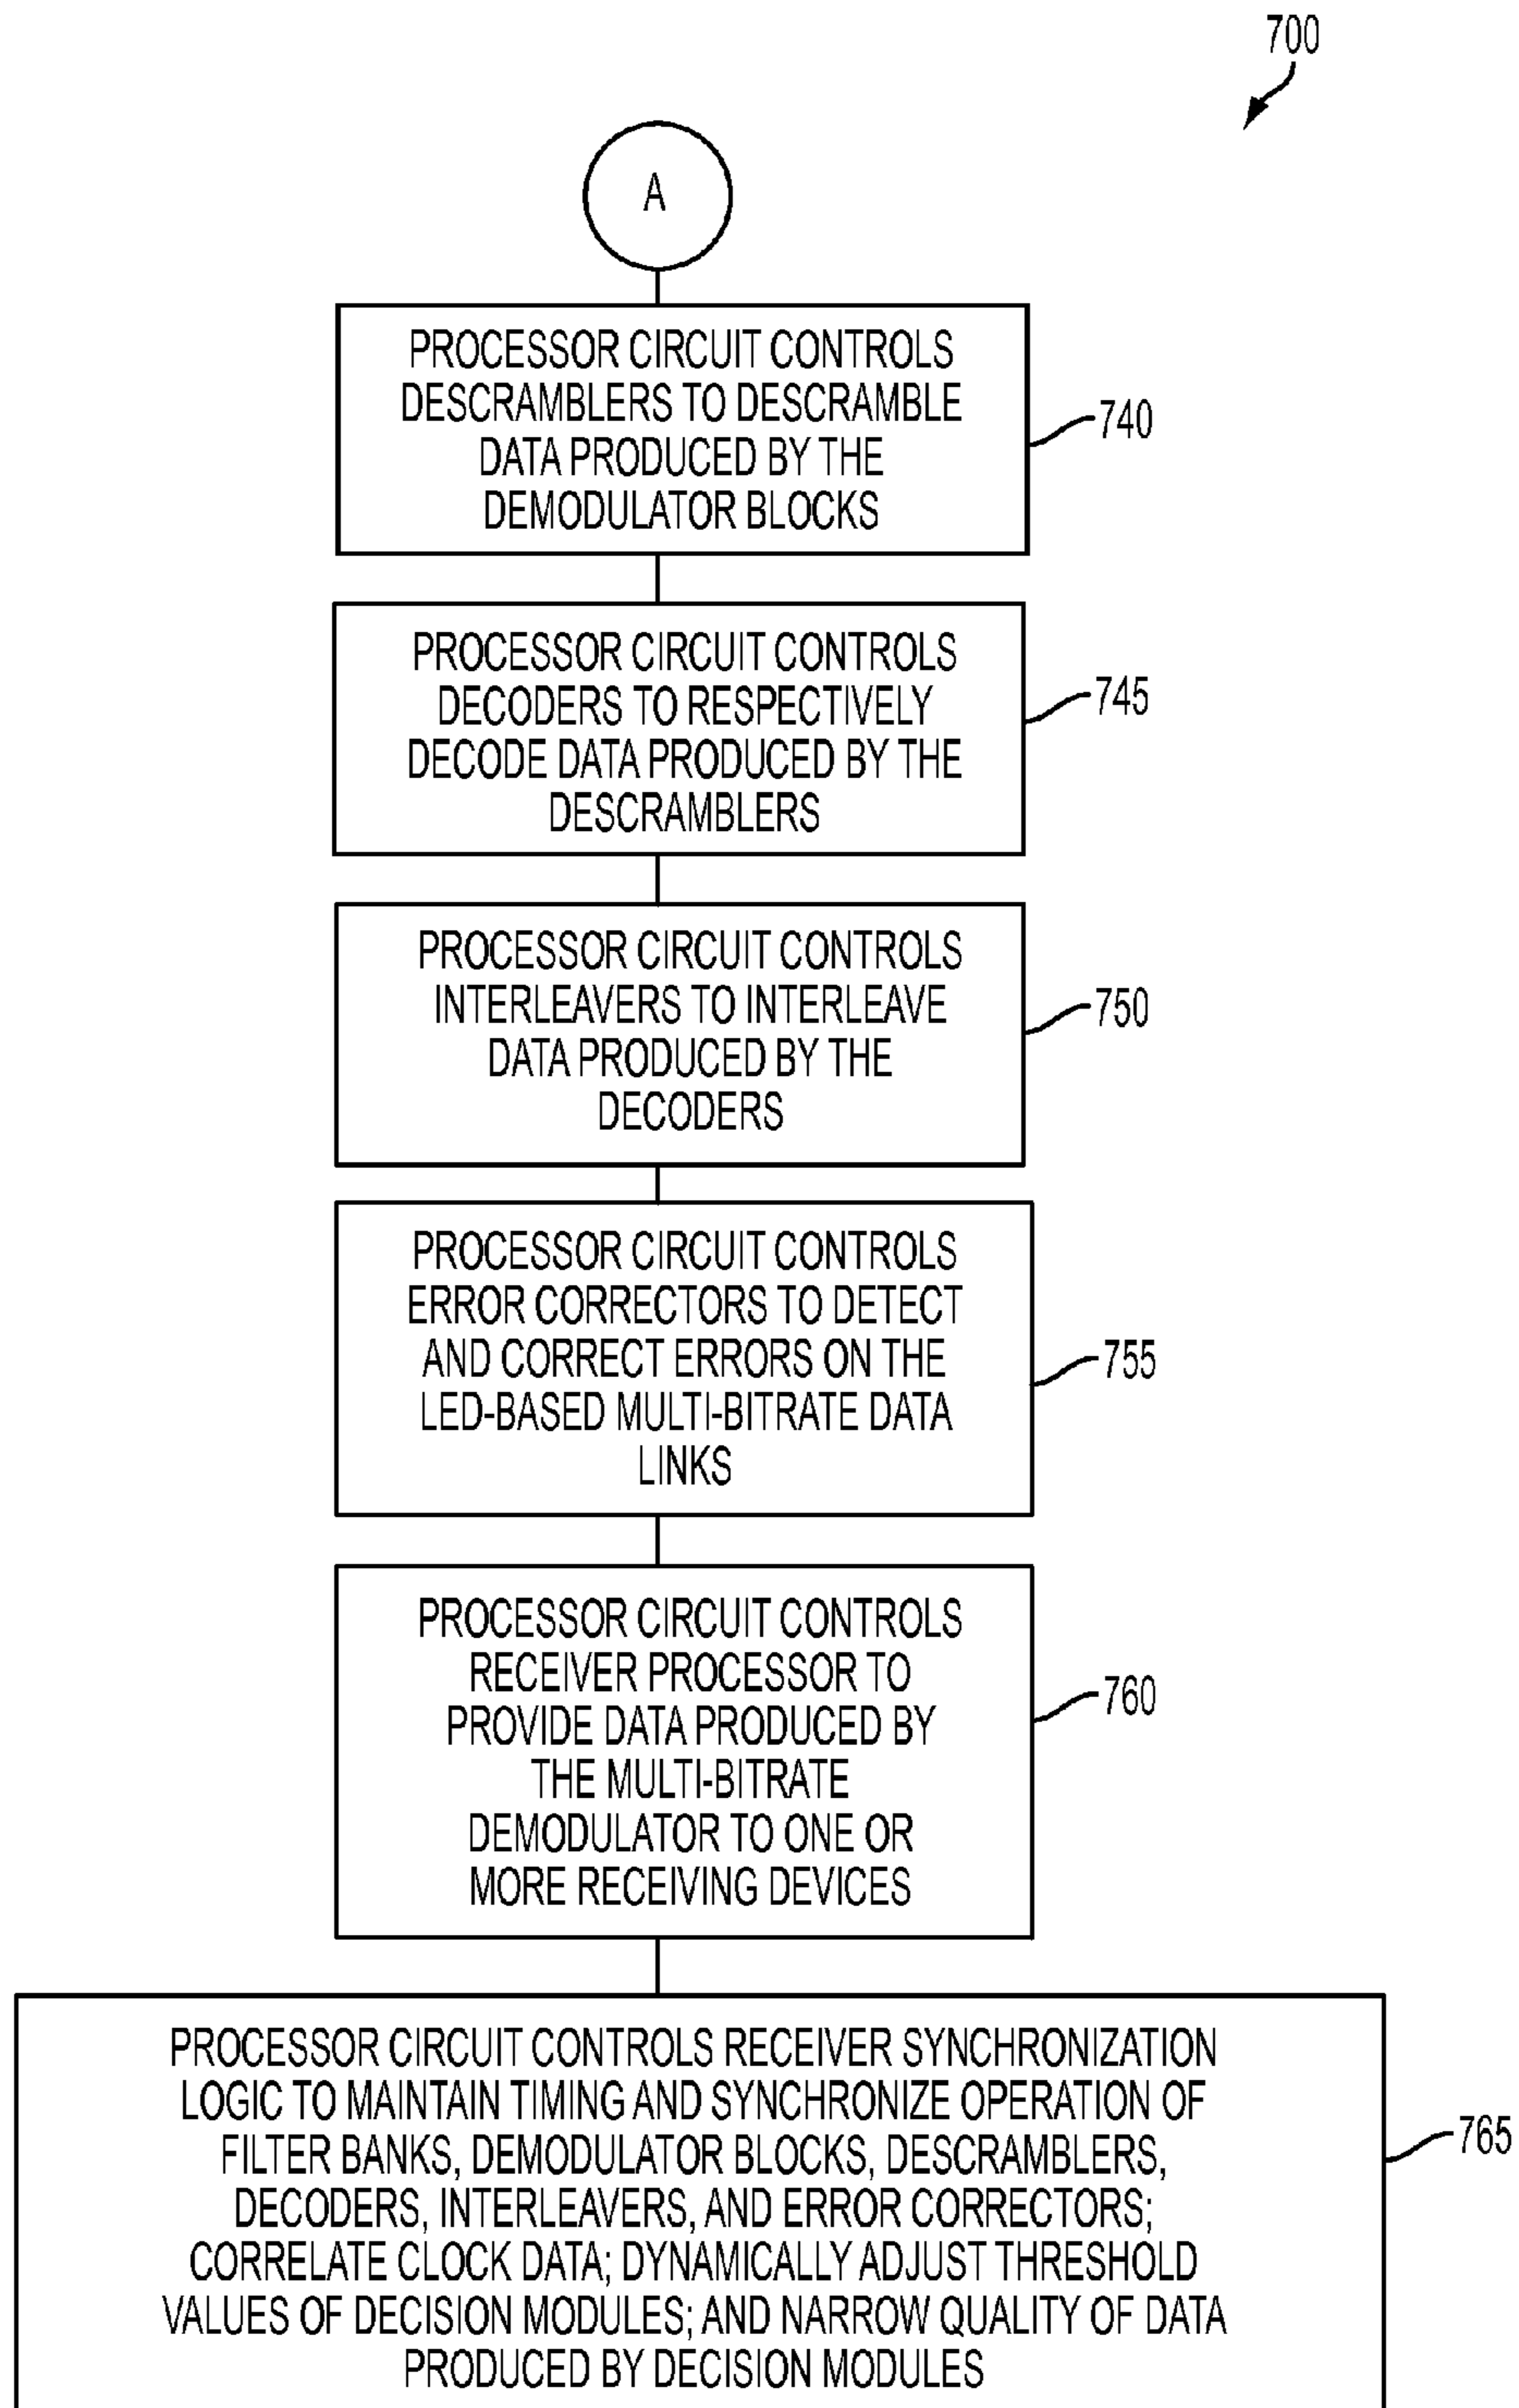 700
A
PROCESSOR CIRCUIT CONTROLS
DESCRAMBLERS TO DESCRAMBLE
DATA PRODUCED BY THE
DEMODULATOR BLOCKS
740
PROCESSOR CIRCUIT CONTROLS
DECODERS TO RESPECTIVELY
DECODE DATA PRODUCED BY THE
DESCRAMBLERS
745
PROCESSOR CIRCUIT CONTROLS
INTERLEAVERS TO INTERLEAVE
DATA PRODUCED BY THE
DECODERS
750
PROCESSOR CIRCUIT CONTROLS
ERROR CORRECTORS TO DETECT
AND CORRECT ERRORS ON THE
LED-BASED MULTI-BITRATE DATA
LINKS
755
PROCESSOR CIRCUIT CONTROLS
RECEIVER PROCESSOR TO
PROVIDE DATA PRODUCED BY
THE MULTI-BITRATE
DEMODULATOR TO ONE OR
MORE RECEIVING DEVICES
760
PROCESSOR CIRCUIT CONTROLS RECEIVER SYNCHRONIZATION
LOGIC TO MAINTAIN TIMING AND SYNCHRONIZE OPERATION OF
FILTER BANKS, DEMODULATOR BLOCKS, DESCRAMBLERS,
DECODERS, INTERLEAVERS, AND ERROR CORRECTORS;
CORRELATE CLOCK DATA; DYNAMICALLY ADJUST THRESHOLD
VALUES OF DECISION MODULES; AND NARROW QUALITY OF DATA
PRODUCED BY DECISION MODULES
765